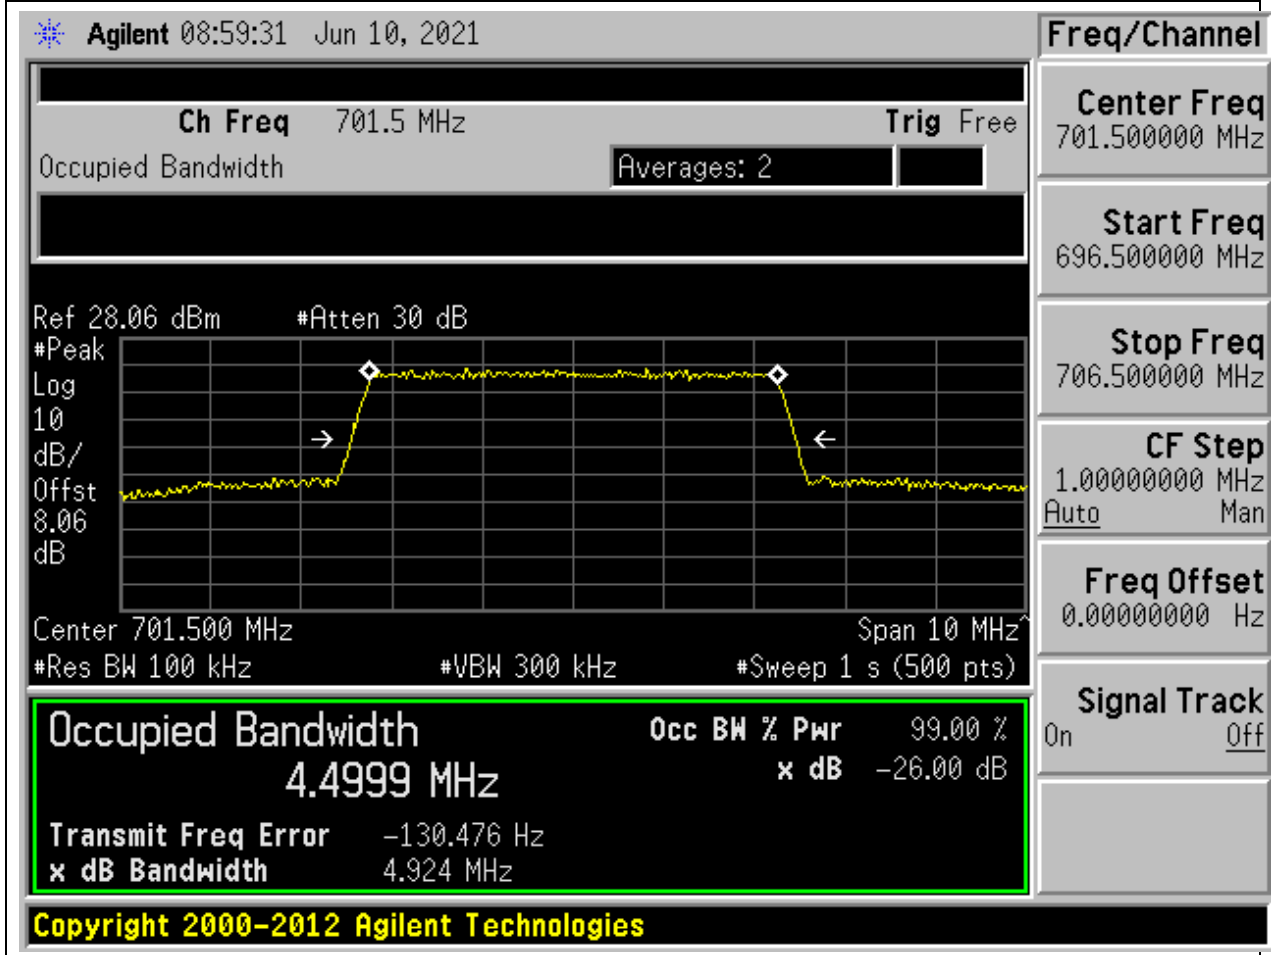 Agilent 08:59:31 Jun 10, 2021
Freq/Channel
Ch Freq 701.5 MHz Trig Free
Occupied Bandwidth Averages: 2
Ref 28.06 dBm #Atten 30 dB
#Peak
Log
10
dB/
Offst
8.06
dB
Center 701.500 MHz Span 10 MHz^
#Res BW 100 kHz #VBW 300 kHz #Sweep 1 s (500 pts)
Occupied Bandwidth Occ BW % Pwr 99.00 %
4.4999 MHz x dB -26.00 dB
Transmit Freq Error -130.476 Hz
x dB Bandwidth 4.924 MHz
Copyright 2000-2012 Agilent Technologies
Center Freq
701.500000 MHz
Start Freq
696.500000 MHz
Stop Freq
706.500000 MHz
CF Step
1.00000000 MHz
Auto Man
Freq Offset
0.00000000 Hz
Signal Track
On Off